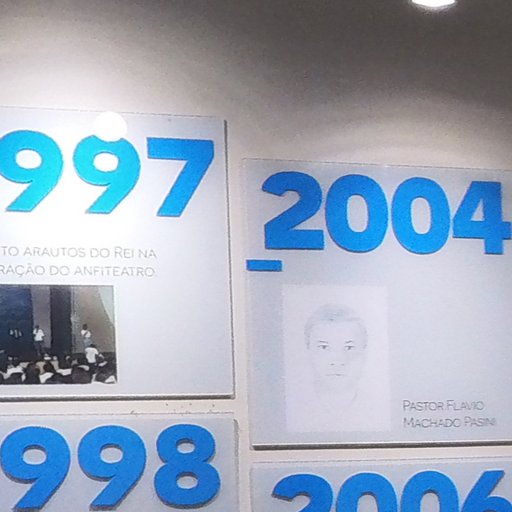 997
TO ARAUTOS DO REI NA
RAÇÃO DO ANFITEATRO.
2004
PASTOR FLAVIO
MACHADO PASINI
998
2006